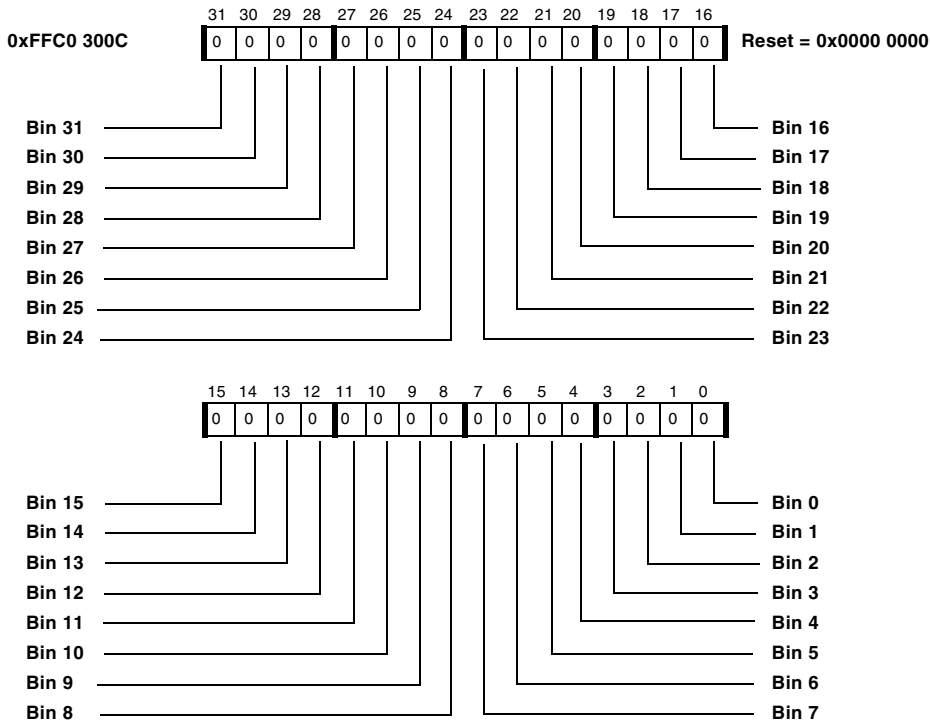 31 30 29 28 27 26 25 24 23 22 21 20 19 18 17 16
0xFFC0 300C 0 0 0 0 0 0 0 0 0 0 0 0 0 0 0 0 Reset = 0x0000 0000
Bin 31 Bin 16
Bin 30 Bin 17
Bin 29 Bin 18
Bin 28 Bin 19
Bin 27 Bin 20
Bin 26 Bin 21
Bin 25 Bin 22
Bin 24 Bin 23
15 14 13 12 11 10 9 8 7 6 5 4 3 2 1 0
0 0 0 0 0 0 0 0 0 0 0 0 0 0 0 0
Bin 15 Bin 0
Bin 14 Bin 1
Bin 13 Bin 2
Bin 12 Bin 3
Bin 11 Bin 4
Bin 10 Bin 5
Bin 9 Bin 6
Bin 8 Bin 7